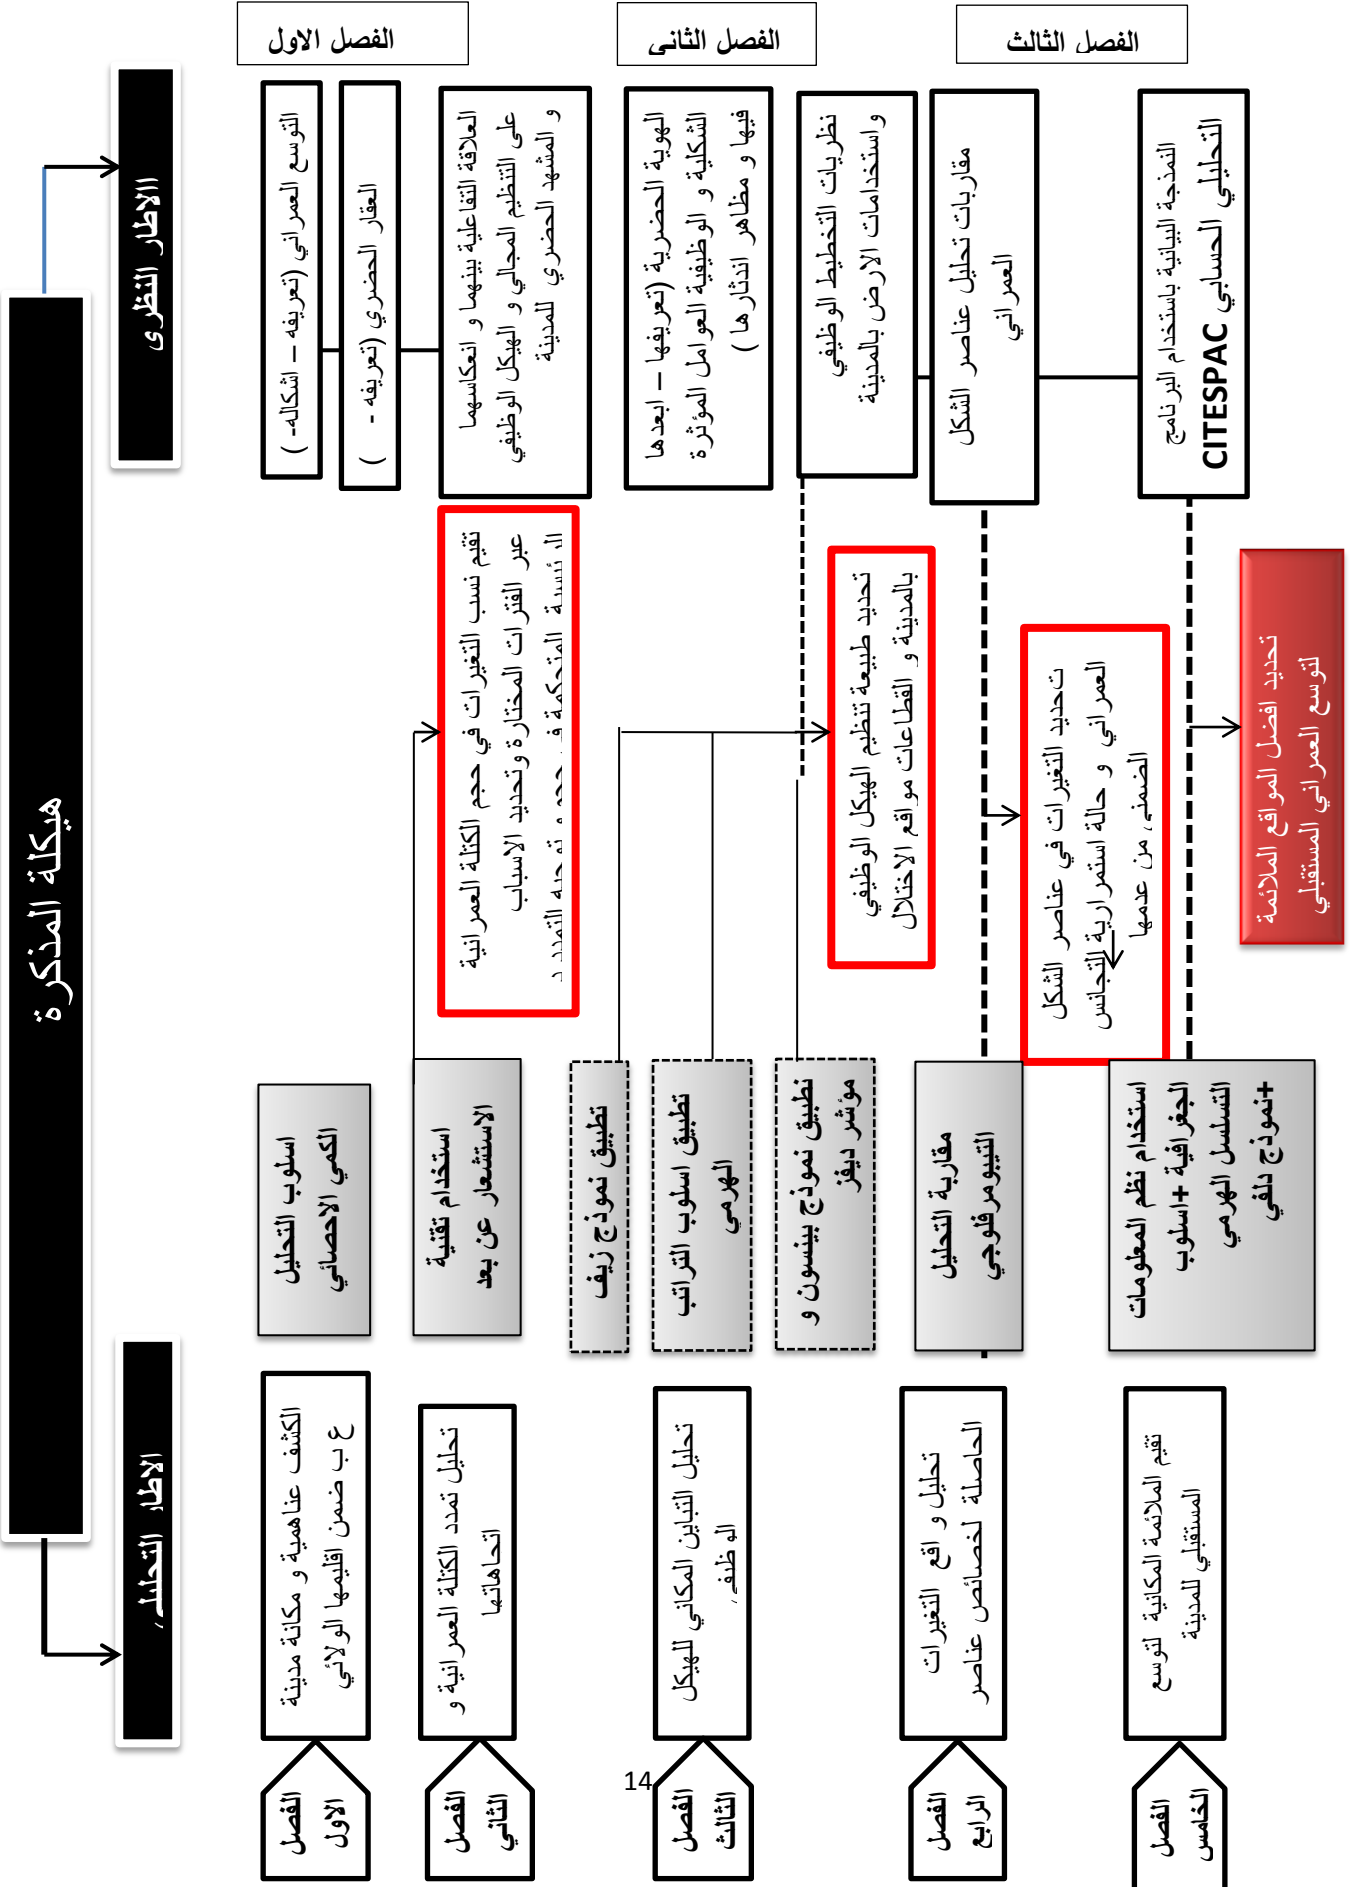 هيكلة المذكرة
االاطار النظرى
الفصل الاول
التوسع العمراني (تعريفه – اشكاله- )
العقار الحضري (تعريفه - )
العلاقة التفاعلية بينهما و انعكاسهما
على التنظيم المجالي و الهيكل الوظيفي
و المشهد الحضري للمدينة
الفصل الثانى
الهوية الحضرية (تعريفها – ابعدها
الشكلية و الوظيفية العوامل المؤثرة
فيها و مظاهر اندثارها )
نظريات التخطيط الوظيفي
و استخدامات الارض بالمدينة
الفصل الثالث
مقاربات تحليل عناصر الشكل
العمراني
النمذجة البيانية باستخدام البرنامج
التحليلي الحسابي CITESPAC
تقيم نسب التغيرات في حجم الكتلة العمرانية
عبر الفترات المختارة وتحديد الاسباب
الرئيسية المتحكمة في حجم و توجيه التمدد
تحديد طبيعة تنظيم الهيكل الوظيفي
بالمدينة و القطاعات مواقع الاختلال
تحديد التغيرات في عناصر الشكل
العمراني و حالة استمرارية التجانس
الضمني من عدمها
تحديد افضل المواقع الملائمة
لتوسع العمراني المستقبلي
اسلوب التحليل
الكمي الاحصائي
استخدام تقنية
الاستشعار عن بعد
تطبيق نموذج زيف
تطبيق اسلوب التراتب
الهرمي
تطبيق نموذج بينسون و
مؤشر ديفز
مقاربة التحليل
التيبومرفلوجي
استخدام نظم المعلومات
الجغرافية +اسلوب
التسلسل الهرمي
+نموذج دلفي
الاطار التحليلي
الكشف عناهمية و مكانة مدينة
ع ب ضمن اقليمها الولائي
تحليل تمدد الكتلة العمرانية و
اتجاهاتها
تحليل التباين المكاني للهيكل
الوظيفي
تحليل و اقع التغيرات
الحاصلة لخصائص عناصر
تقيم الملائمة المكانية لتوسع
المستقبلي للمدينة
الفصل
الاول
الفصل
الثاني
الفصل
الثالث
الفصل
الرابع
الفصل
الخامس
14